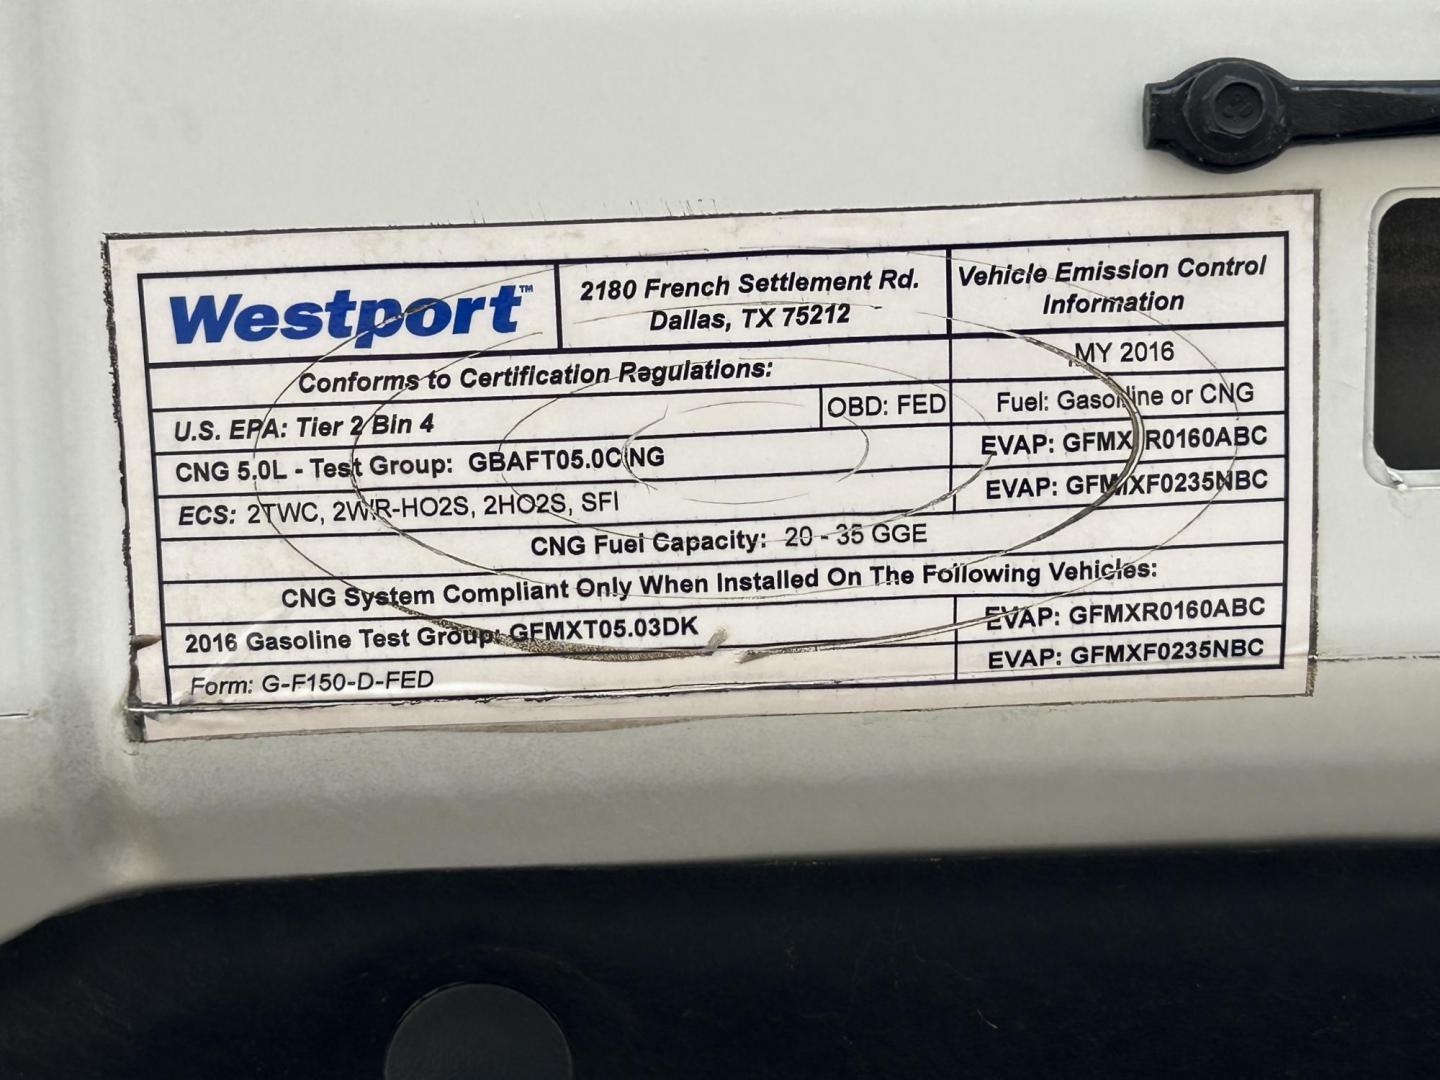 Westport™
2180 French Settlement Rd.
Dallas, TX 75212
Vehicle Emission Control
Information
Conforms to Certification Regulations:
MY 2016
U.S. EPA: Tier 2 Bin 4
OBD: FED
Fuel: Gasoline or CNG
CNG 5.0L - Test Group: GBAFT05.0CNG
EVAP: GFMXR0160ABC
ECS: 2TWC, 2WR-HO2S, 2HO2S, SFI
EVAP: GFMXF0235NBC
CNG Fuel Capacity: 20 - 35 GGE
CNG System Compliant Only When Installed On The Following Vehicles:
2016 Gasoline Test Group: GFMXT05.03DK
EVAP: GFMXR0160ABC
Form: G-F150-D-FED
EVAP: GFMXF0235NBC